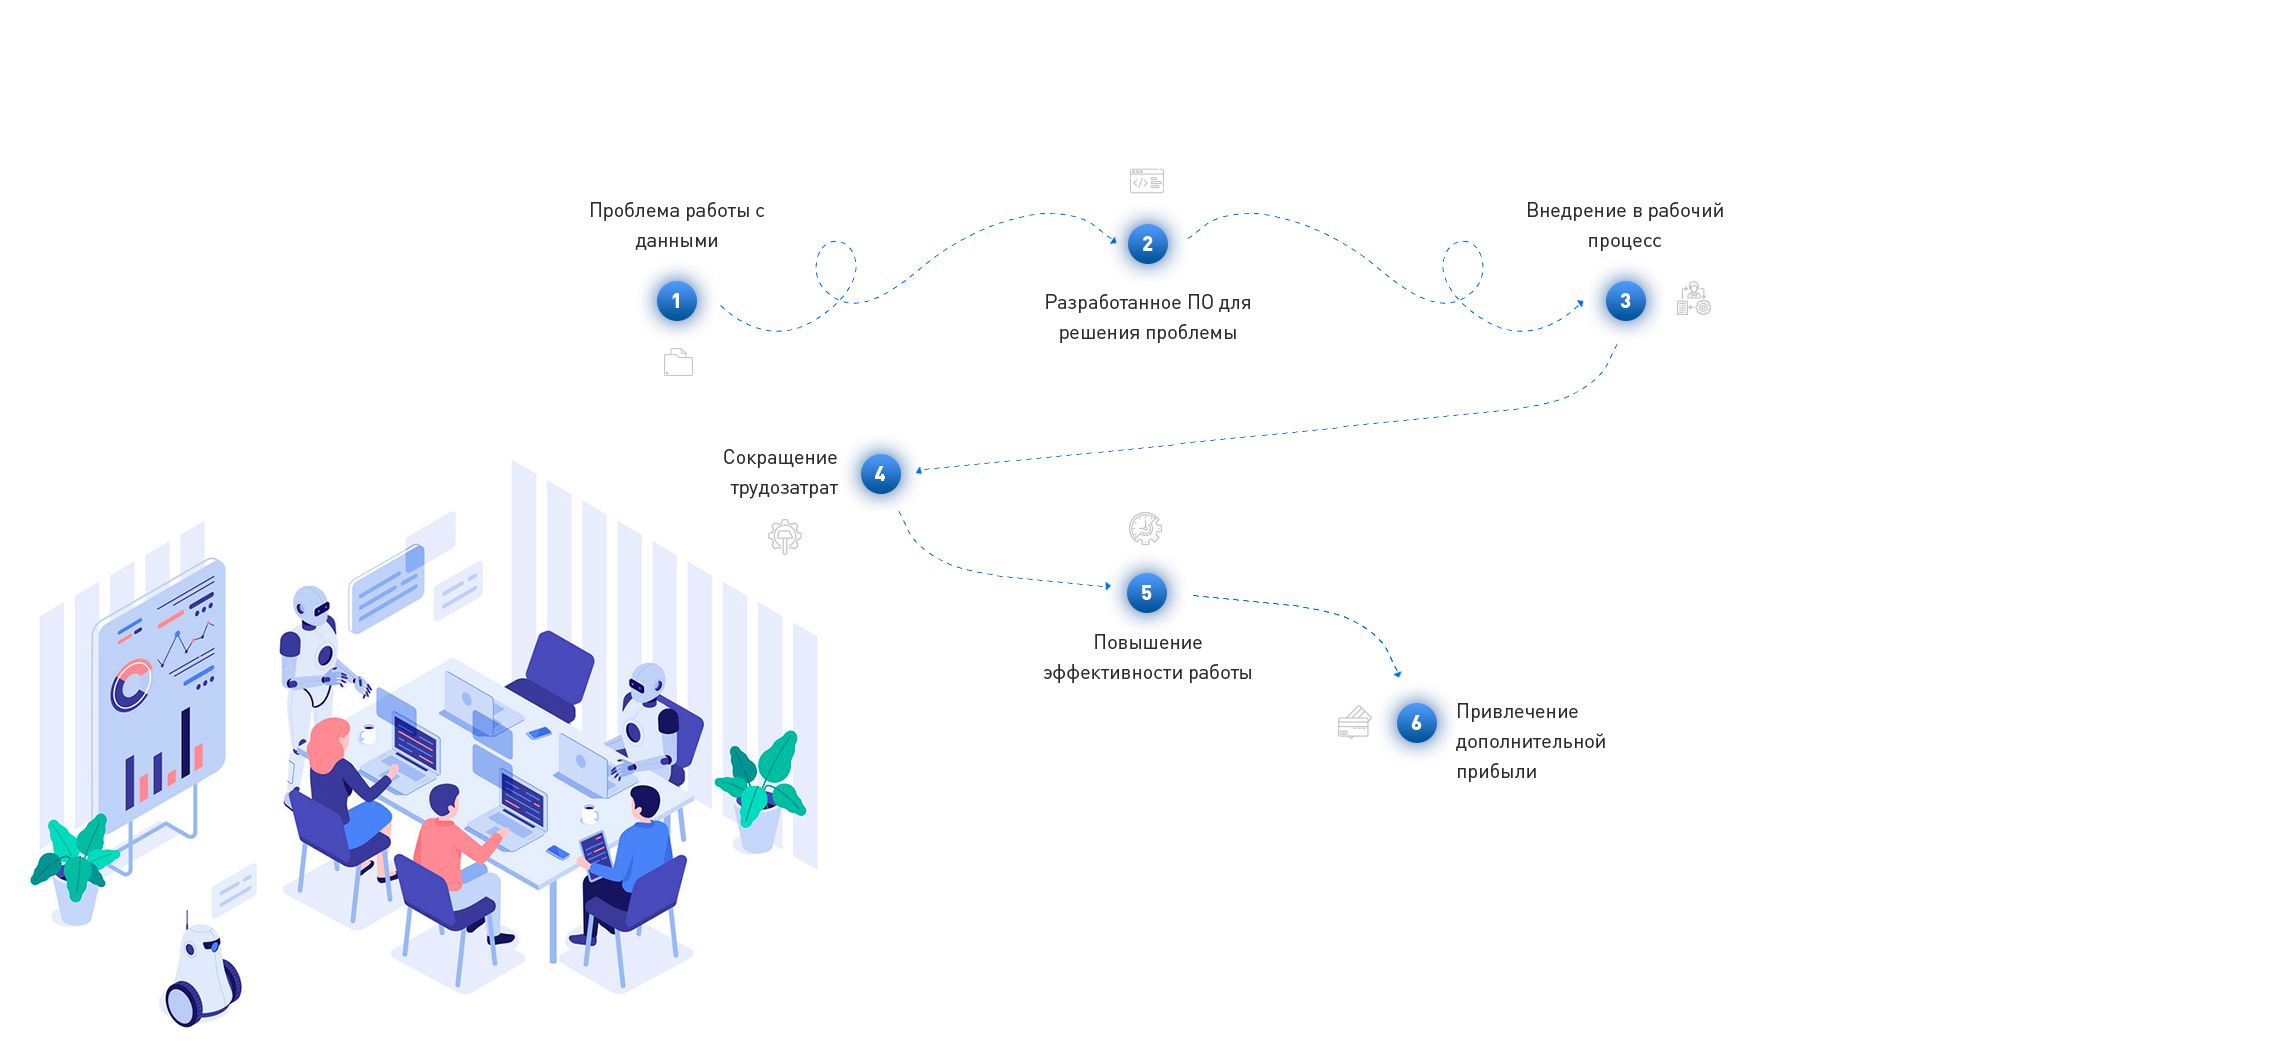 Проблема работы с
данными
1
2
Разработанное ПО для
решения проблемы
Внедрение в рабочий
процесс
3
Сокращение
трудозатрат
4
5
Повышение
эффективности работы
6
Привлечение
дополнительной
прибыли